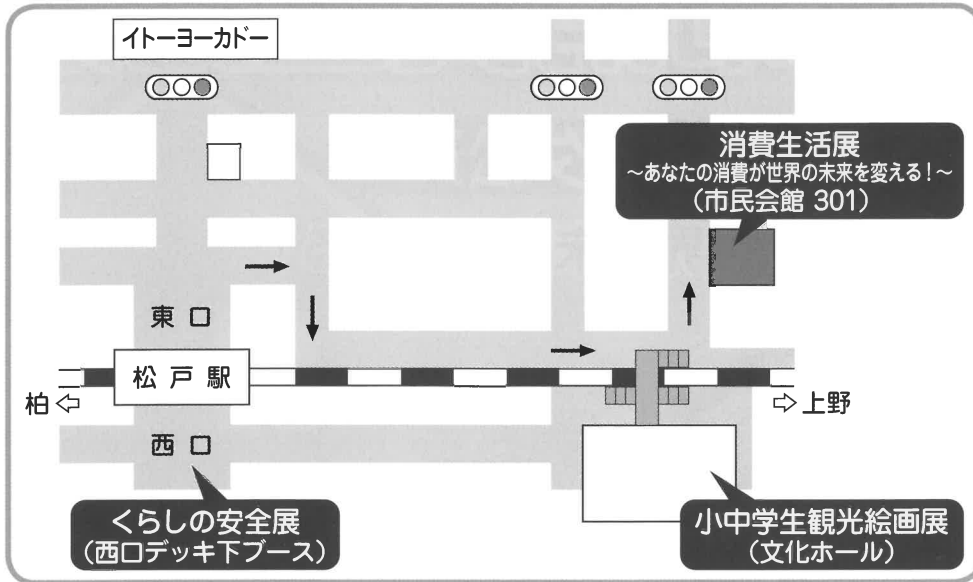 イトーヨーカドー
消費生活展
～あなたの消費が世界の未来を変える!～
(市民会館 301)
東口
松戸駅
柏
上野
西口
くらしの安全展
(西口デッキ下ブース)
小中学生観光絵画展
(文化ホール)